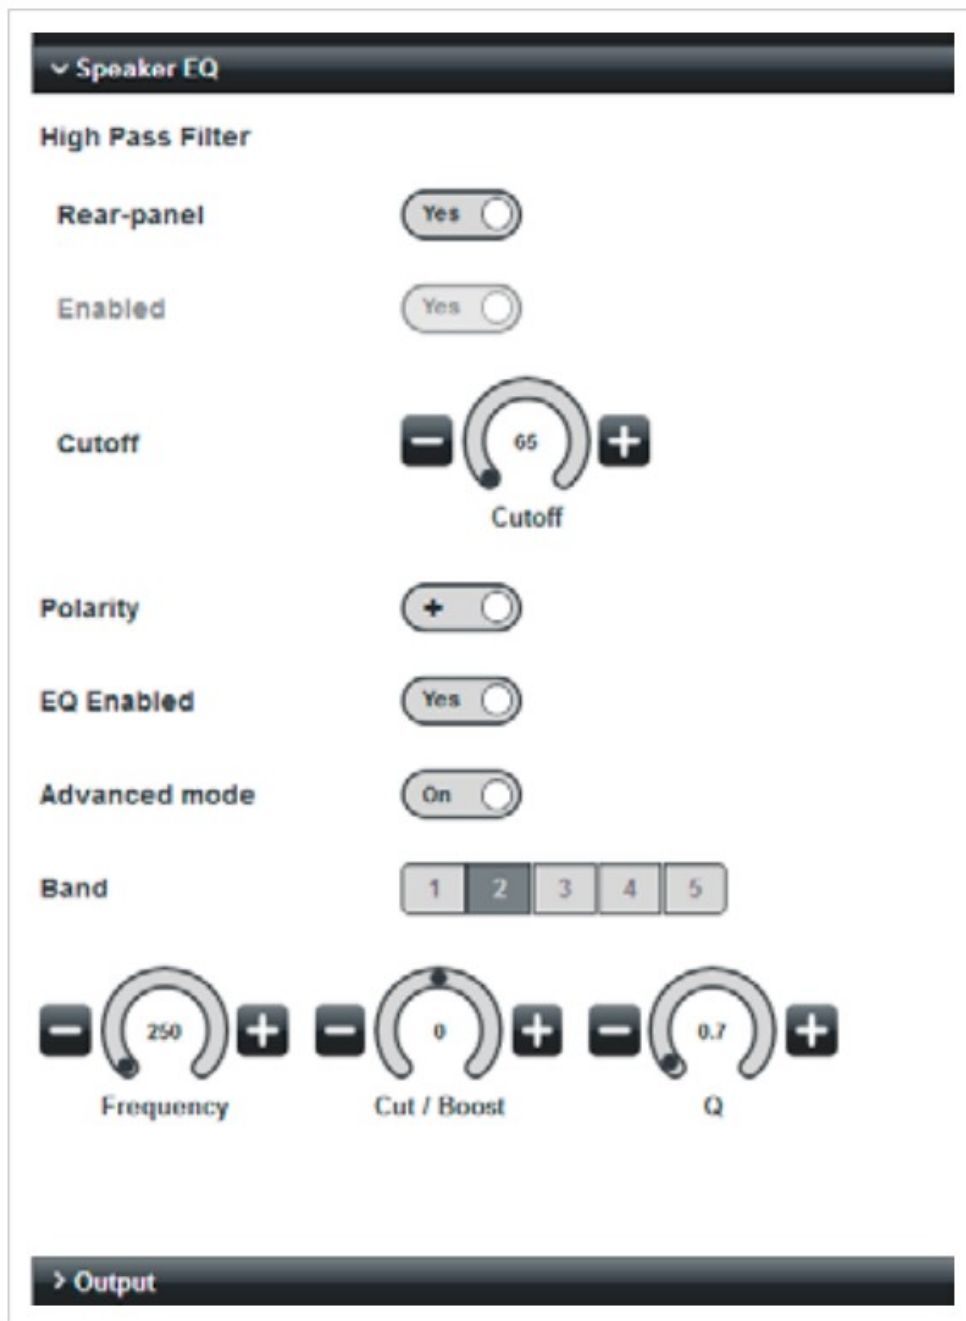 Speaker EQ
High Pass Filter
Rear-panel Yes
Enabled Yes
Cutoff − 65 +
Cutoff
Polarity +
EQ Enabled Yes
Advanced mode On
Band 1 2 3 4 5
− 250 + − 0 + − 0.7 +
Frequency Cut / Boost Q
Output